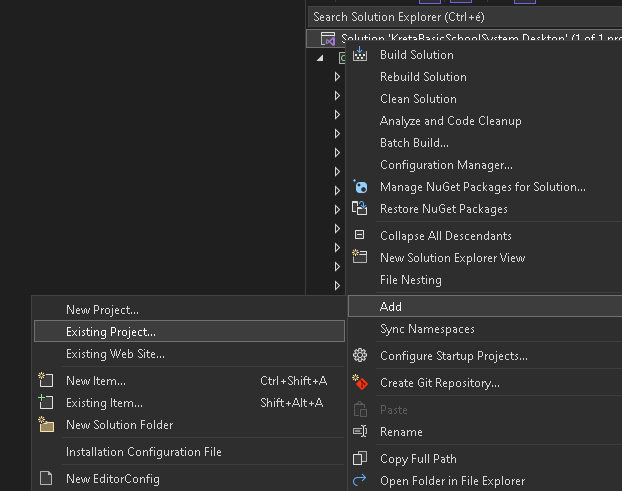 Search Solution Explorer (Ctrl+é)
Solution 'KretaBasicSchoolSystem.Desktop' (1 of 1 pro
Build Solution
Rebuild Solution
Clean Solution
Analyze and Code Cleanup
Batch Build...
Configuration Manager...
Manage NuGet Packages for Solution...
Restore NuGet Packages
Collapse All Descendants
New Solution Explorer View
File Nesting
Add
Sync Namespaces
Configure Startup Projects...
Create Git Repository...
Paste
Rename
Copy Full Path
Open Folder in File Explorer
New Project...
Existing Project...
Existing Web Site...
New Item... Ctrl+Shift+A
Existing Item... Shift+Alt+A
New Solution Folder
Installation Configuration File
New EditorConfig